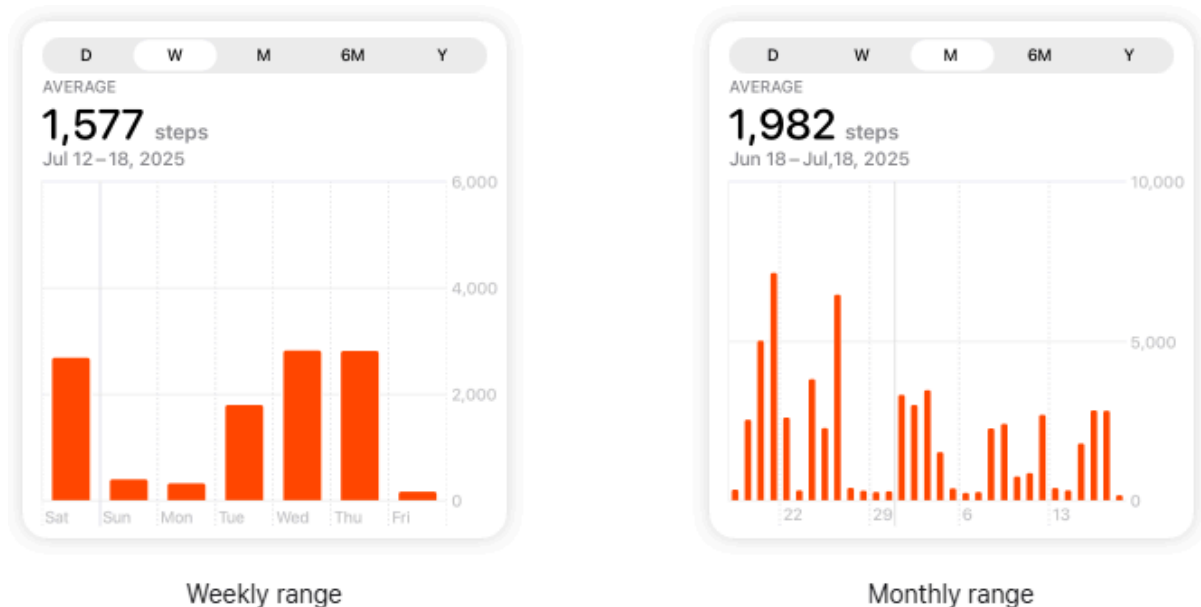 D W M 6M Y
AVERAGE
1,577 steps
Jul 12–18, 2025
6,000
4,000
2,000
0
Sat Sun Mon Tue Wed Thu Fri
Weekly range
D W M 6M Y
AVERAGE
1,982 steps
Jun 18–Jul,18, 2025
10,000
5,000
0
22 29 6 13
Monthly range